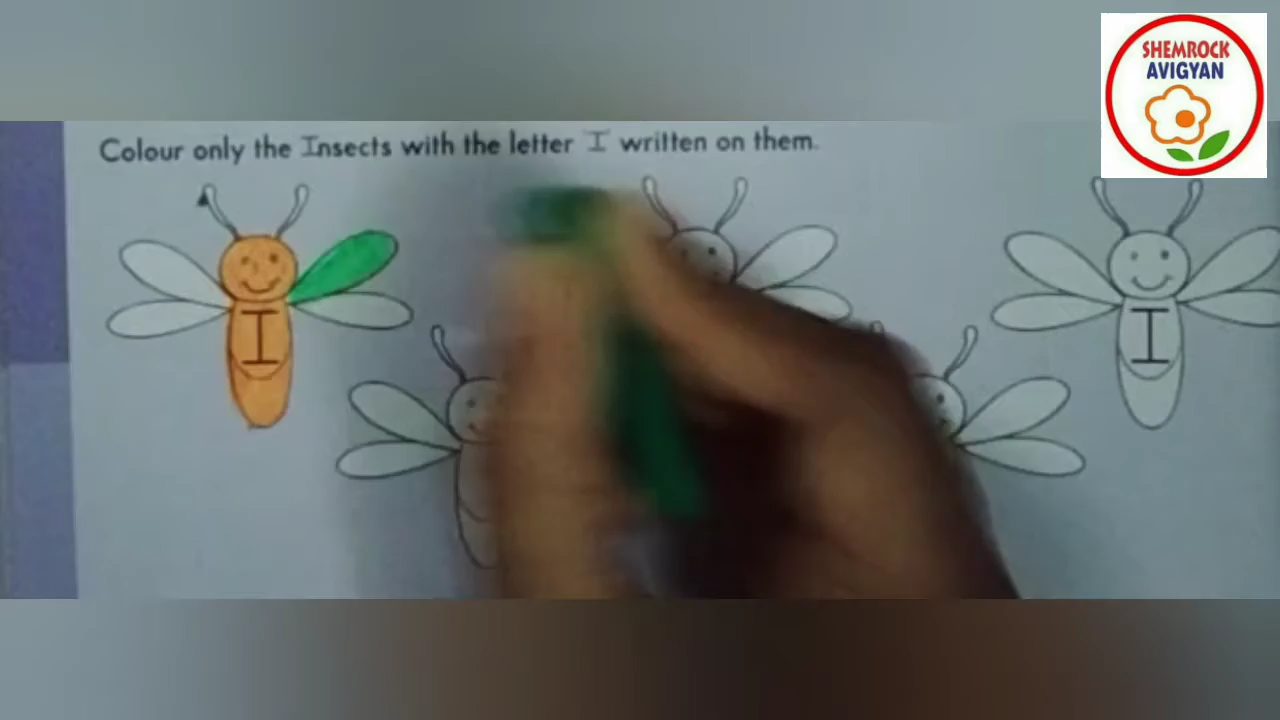 SHEMROCK
AVIGYAN
Colour only the Insects with the letter I written on them.
I
I